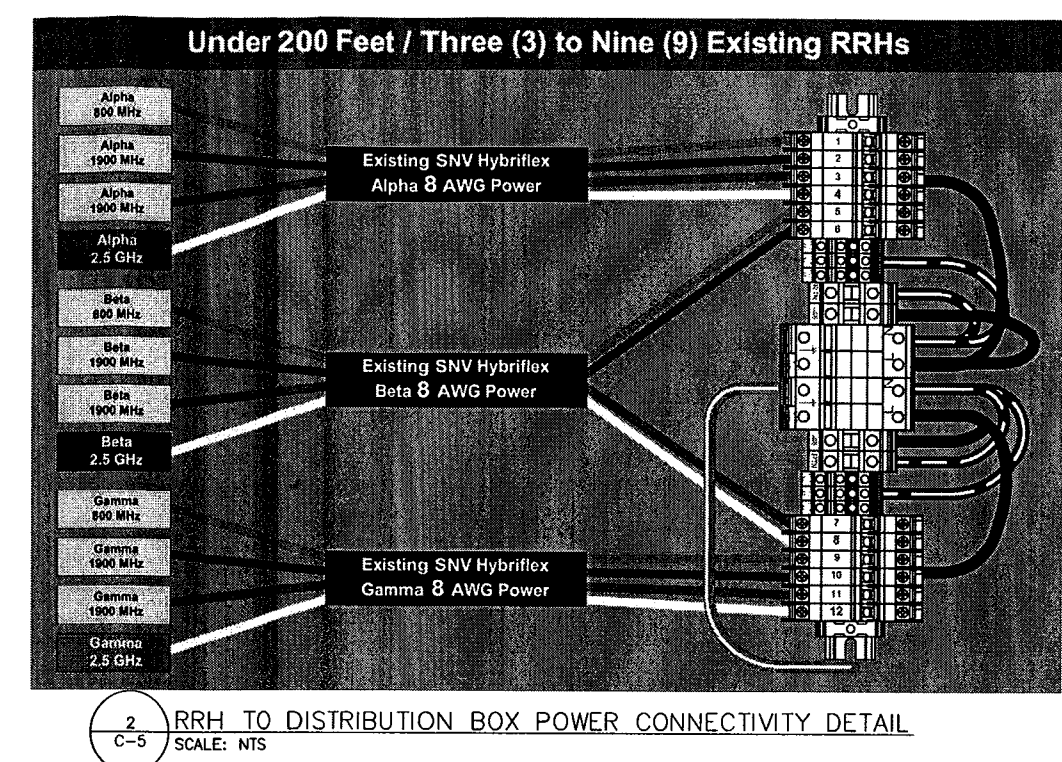 Under 200 Feet / Three (3) to Nine (9) Existing RRHs
Alpha
800 MHz
Alpha
1900 MHz
Alpha
1900 MHz
Alpha
2.5 GHz
Existing SNV Hybriflex
Alpha 8 AWG Power
1
2
3
4
5
6
Beta
800 MHz
Beta
1900 MHz
Beta
1900 MHz
Beta
2.5 GHz
Existing SNV Hybriflex
Beta 8 AWG Power
Gamma
800 MHz
Gamma
1900 MHz
Gamma
1900 MHz
Gamma
2.5 GHz
Existing SNV Hybriflex
Gamma 8 AWG Power
7
8
9
10
11
12
2
C-5
RRH TO DISTRIBUTION BOX POWER CONNECTIVITY DETAIL
SCALE: NTS